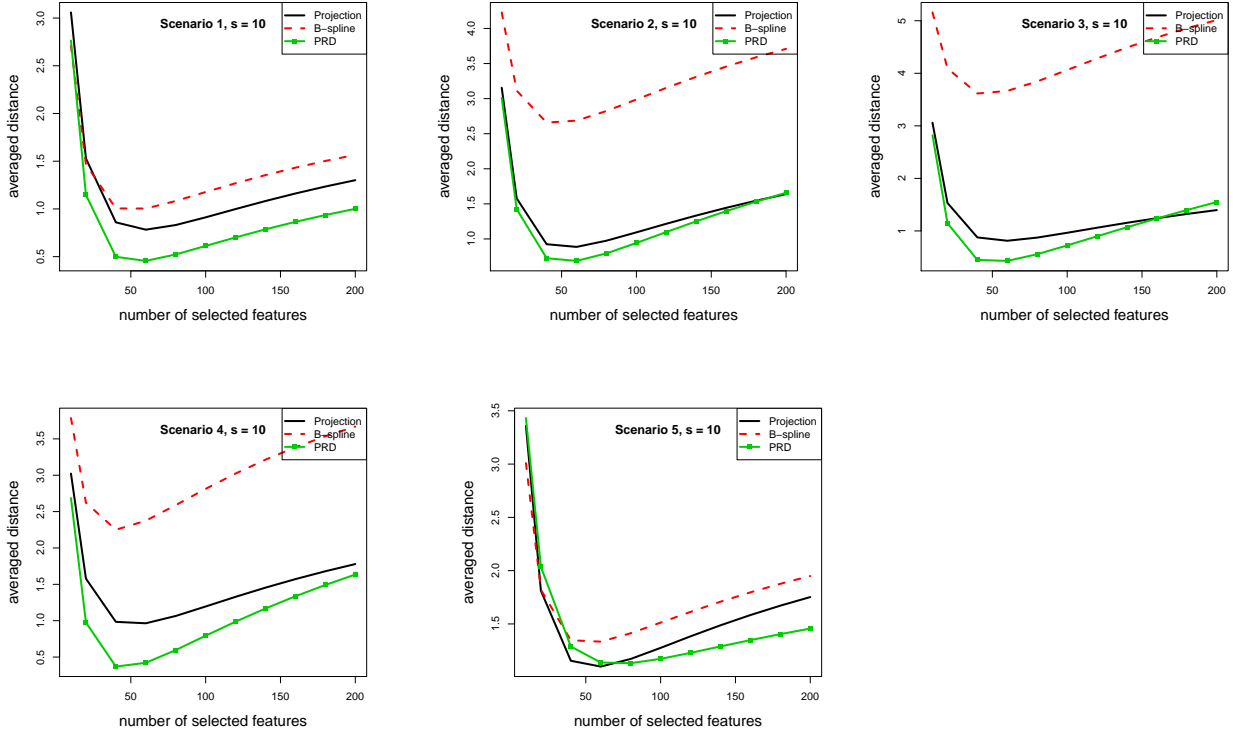 Scenario 1, s = 10
Projection
B−spline
PRD
averaged distance
0.5
1.0
1.5
2.0
2.5
3.0
50
100
150
200
number of selected features
Scenario 2, s = 10
Projection
B−spline
PRD
averaged distance
1.0
1.5
2.0
2.5
3.0
3.5
4.0
50
100
150
200
number of selected features
Scenario 3, s = 10
Projection
B−spline
PRD
averaged distance
1
2
3
4
5
50
100
150
200
number of selected features
Scenario 4, s = 10
Projection
B−spline
PRD
averaged distance
0.5
1.0
1.5
2.0
2.5
3.0
3.5
50
100
150
200
number of selected features
Scenario 5, s = 10
Projection
B−spline
PRD
averaged distance
1.5
2.0
2.5
3.0
3.5
50
100
150
200
number of selected features